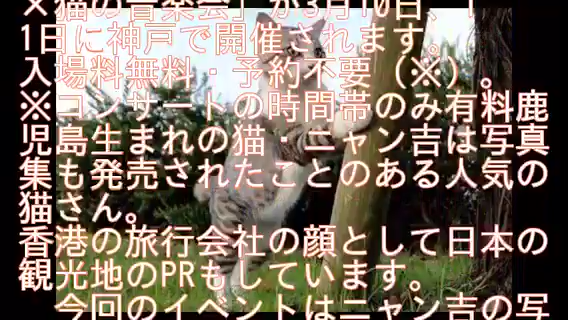 ×猫の音楽会」が3月10日、1
1日に神戸で開催されます。
入場料無料・予約不要(※)。
※コンサートの時間帯のみ有料鹿
児島生まれの猫・ニャン吉は写真
集も発売されたことのある人気の
猫さん。
香港の旅行会社の顔として日本の
観光地のPRもしています。
今回のイベントはニャン吉の写